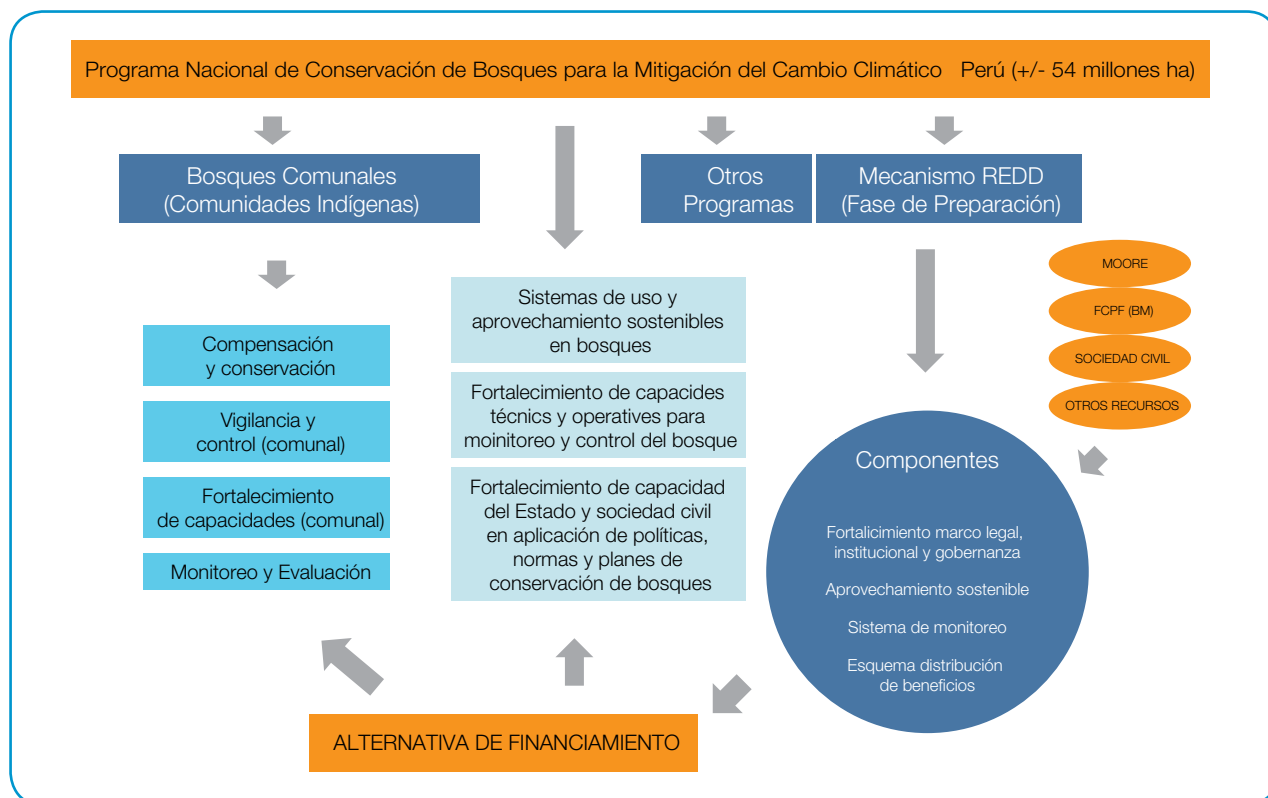 Programa Nacional de Conservación de Bosques para la Mitigación del Cambio Climático   Perú (+/- 54 millones ha)
Bosques Comunales
(Comunidades Indígenas)
Otros
Programas
Mecanismo REDD
(Fase de Preparación)
Compensación
y conservación
Vigilancia y
control (comunal)
Fortalecimiento
de capacidades (comunal)
Monitoreo y Evaluación
Sistemas de uso y
aprovechamiento sostenibles
en bosques
Fortalecimiento de capacides
técnics y operatives para
moinitoreo y control del bosque
Fortalecimiento de capacidad
del Estado y sociedad civil
en aplicación de políticas,
normas y planes de
conservación de bosques
MOORE
FCPF (BM)
SOCIEDAD CIVIL
OTROS RECURSOS
Componentes
Fortalicimiento marco legal,
institucional y gobernanza
Aprovechamiento sostenible
Sistema de monitoreo
Esquema distribución
de beneficios
ALTERNATIVA DE FINANCIAMIENTO